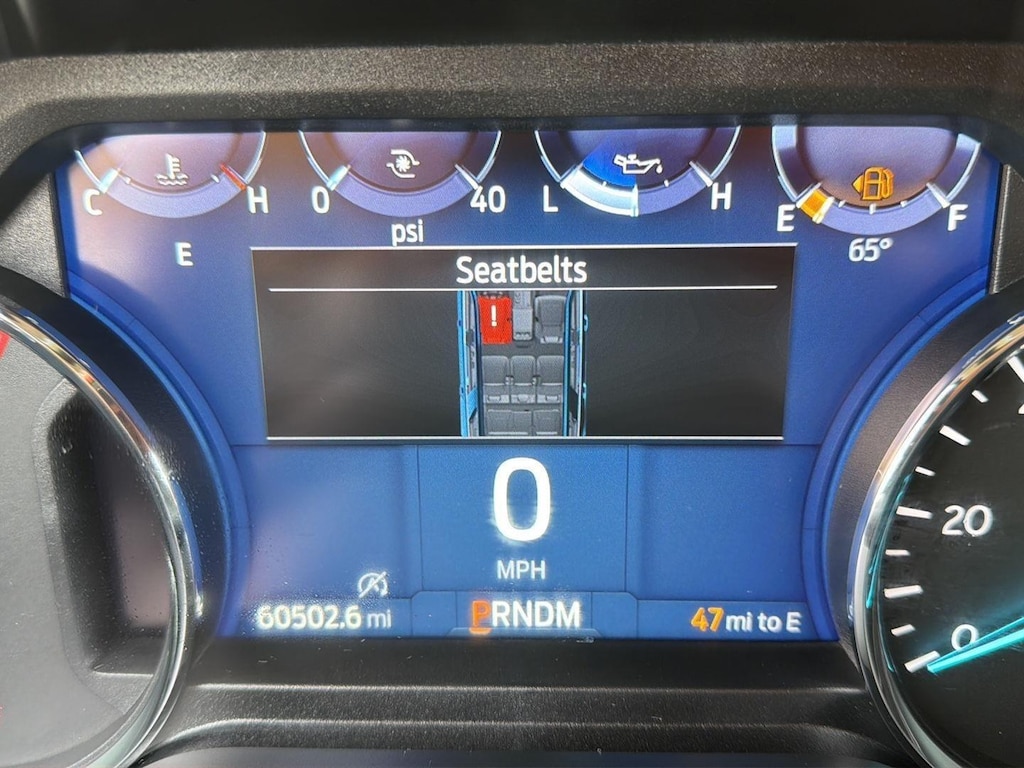 C H 0 40 L H E F
psi
E
65°
Seatbelts
!
0
MPH
60502.6 mi
PRNDM
47 mi to E
20
0